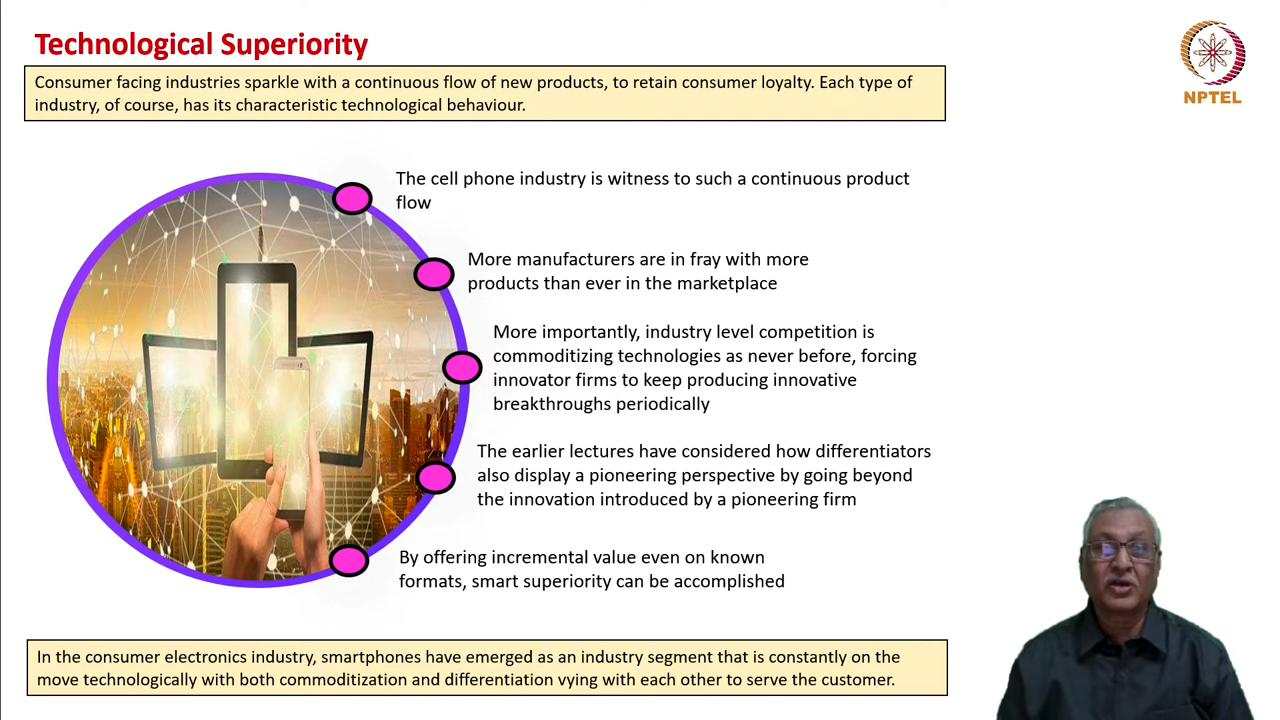 Technological Superiority
Consumer facing industries sparkle with a continuous flow of new products, to retain consumer loyalty. Each type of
industry, of course, has its characteristic technological behaviour.
NPTEL
The cell phone industry is witness to such a continuous product
flow
More manufacturers are in fray with more
products than ever in the marketplace
More importantly, industry level competition is
commoditizing technologies as never before, forcing
innovator firms to keep producing innovative
breakthroughs periodically
The earlier lectures have considered how differentiators
also display a pioneering perspective by going beyond
the innovation introduced by a pioneering firm
By offering incremental value even on known
formats, smart superiority can be accomplished
In the consumer electronics industry, smartphones have emerged as an industry segment that is constantly on the
move technologically with both commoditization and differentiation vying with each other to serve the customer.